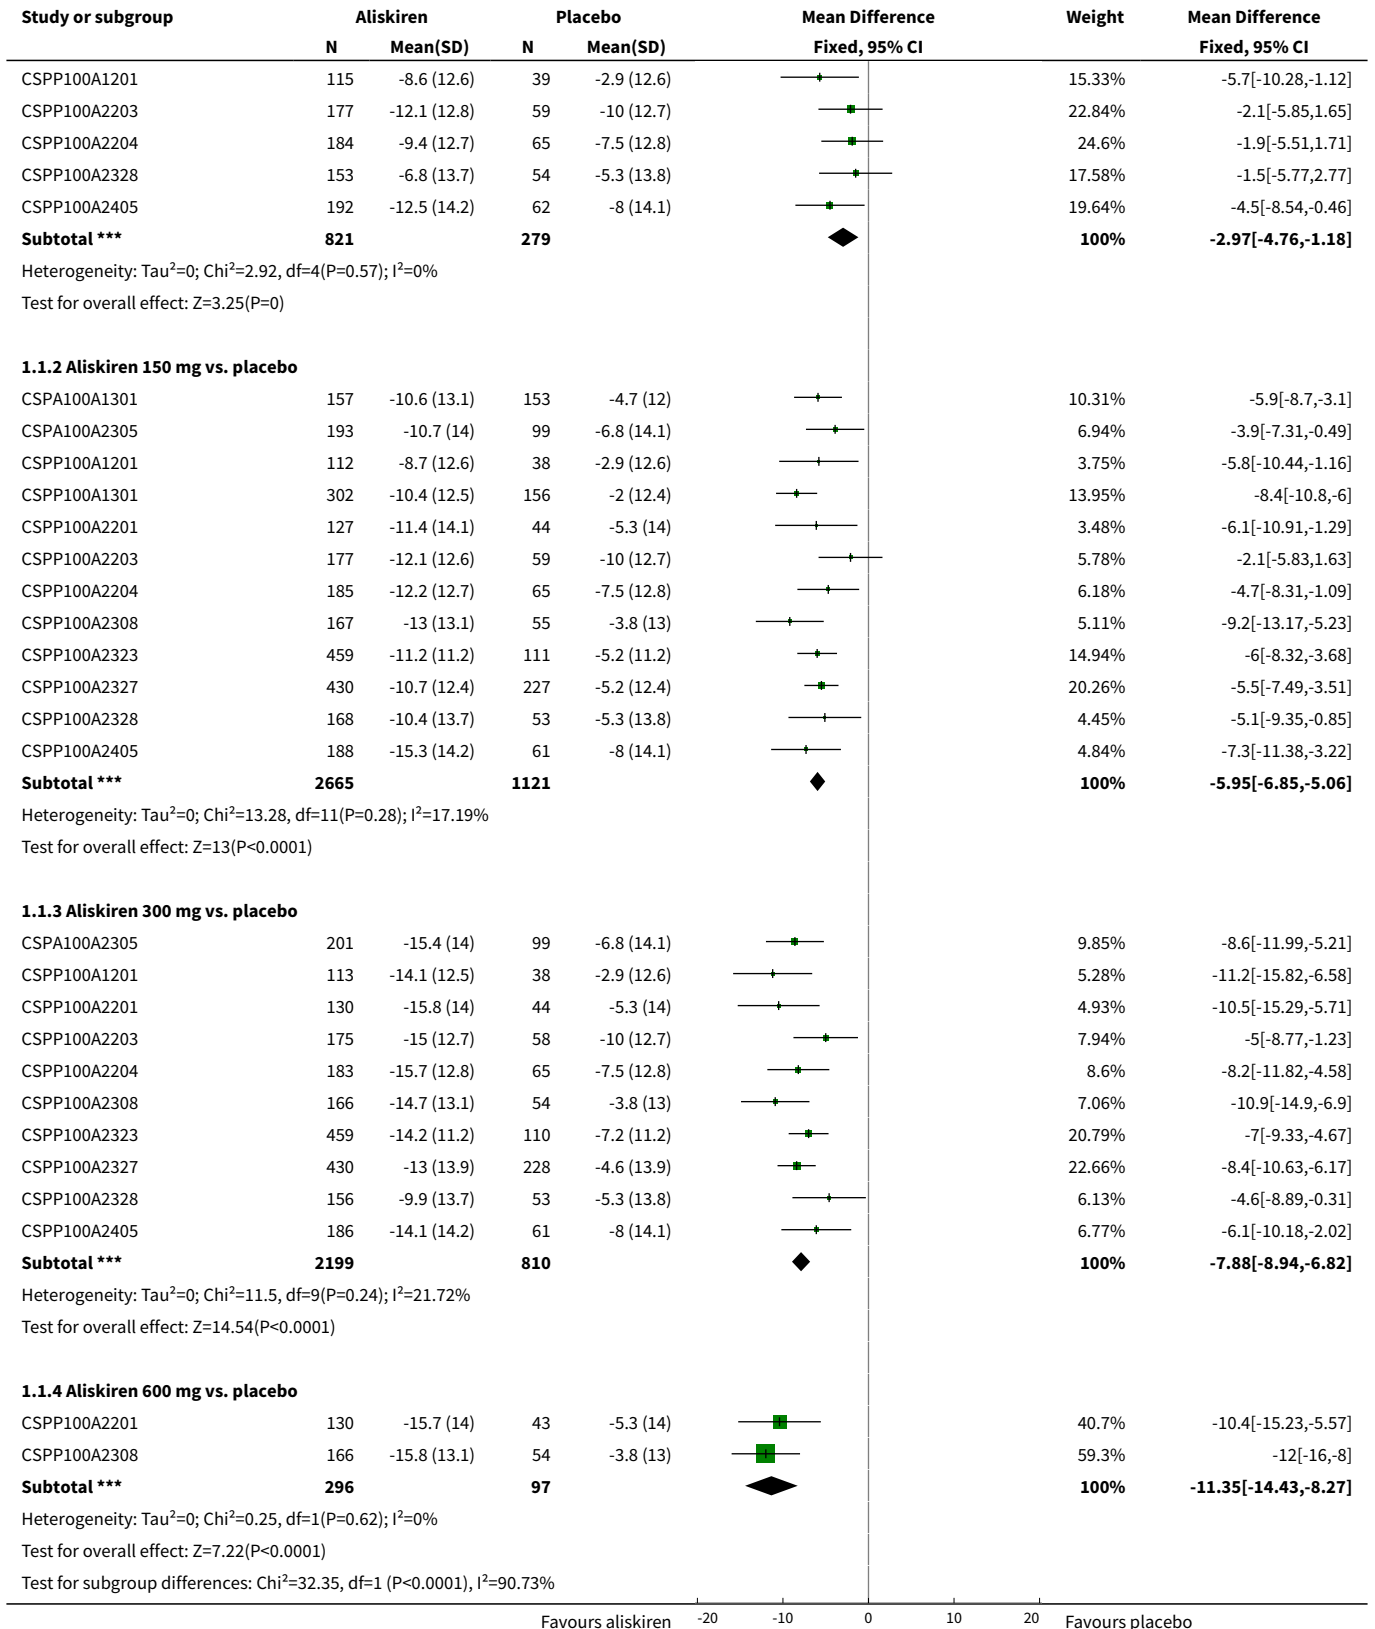 Study or subgroup Aliskiren Placebo Mean Difference Weight Mean Difference
N Mean(SD) N Mean(SD) Fixed, 95% CI Fixed, 95% CI
CSPP100A1201 115 -8.6 (12.6) 39 -2.9 (12.6) 15.33% -5.7[-10.28,-1.12]
CSPP100A2203 177 -12.1 (12.8) 59 -10 (12.7) 22.84% -2.1[-5.85,1.65]
CSPP100A2204 184 -9.4 (12.7) 65 -7.5 (12.8) 24.6% -1.9[-5.51,1.71]
CSPP100A2328 153 -6.8 (13.7) 54 -5.3 (13.8) 17.58% -1.5[-5.77,2.77]
CSPP100A2405 192 -12.5 (14.2) 62 -8 (14.1) 19.64% -4.5[-8.54,-0.46]
Subtotal *** 821 279 100% -2.97[-4.76,-1.18]
Heterogeneity: Tau²=0; Chi²=2.92, df=4(P=0.57); I²=0%
Test for overall effect: Z=3.25(P=0)
1.1.2 Aliskiren 150 mg vs. placebo
CSPA100A1301 157 -10.6 (13.1) 153 -4.7 (12) 10.31% -5.9[-8.7,-3.1]
CSPA100A2305 193 -10.7 (14) 99 -6.8 (14.1) 6.94% -3.9[-7.31,-0.49]
CSPP100A1201 112 -8.7 (12.6) 38 -2.9 (12.6) 3.75% -5.8[-10.44,-1.16]
CSPP100A1301 302 -10.4 (12.5) 156 -2 (12.4) 13.95% -8.4[-10.8,-6]
CSPP100A2201 127 -11.4 (14.1) 44 -5.3 (14) 3.48% -6.1[-10.91,-1.29]
CSPP100A2203 177 -12.1 (12.6) 59 -10 (12.7) 5.78% -2.1[-5.83,1.63]
CSPP100A2204 185 -12.2 (12.7) 65 -7.5 (12.8) 6.18% -4.7[-8.31,-1.09]
CSPP100A2308 167 -13 (13.1) 55 -3.8 (13) 5.11% -9.2[-13.17,-5.23]
CSPP100A2323 459 -11.2 (11.2) 111 -5.2 (11.2) 14.94% -6[-8.32,-3.68]
CSPP100A2327 430 -10.7 (12.4) 227 -5.2 (12.4) 20.26% -5.5[-7.49,-3.51]
CSPP100A2328 168 -10.4 (13.7) 53 -5.3 (13.8) 4.45% -5.1[-9.35,-0.85]
CSPP100A2405 188 -15.3 (14.2) 61 -8 (14.1) 4.84% -7.3[-11.38,-3.22]
Subtotal *** 2665 1121 100% -5.95[-6.85,-5.06]
Heterogeneity: Tau²=0; Chi²=13.28, df=11(P=0.28); I²=17.19%
Test for overall effect: Z=13(P<0.0001)
1.1.3 Aliskiren 300 mg vs. placebo
CSPA100A2305 201 -15.4 (14) 99 -6.8 (14.1) 9.85% -8.6[-11.99,-5.21]
CSPP100A1201 113 -14.1 (12.5) 38 -2.9 (12.6) 5.28% -11.2[-15.82,-6.58]
CSPP100A2201 130 -15.8 (14) 44 -5.3 (14) 4.93% -10.5[-15.29,-5.71]
CSPP100A2203 175 -15 (12.7) 58 -10 (12.7) 7.94% -5[-8.77,-1.23]
CSPP100A2204 183 -15.7 (12.8) 65 -7.5 (12.8) 8.6% -8.2[-11.82,-4.58]
CSPP100A2308 166 -14.7 (13.1) 54 -3.8 (13) 7.06% -10.9[-14.9,-6.9]
CSPP100A2323 459 -14.2 (11.2) 110 -7.2 (11.2) 20.79% -7[-9.33,-4.67]
CSPP100A2327 430 -13 (13.9) 228 -4.6 (13.9) 22.66% -8.4[-10.63,-6.17]
CSPP100A2328 156 -9.9 (13.7) 53 -5.3 (13.8) 6.13% -4.6[-8.89,-0.31]
CSPP100A2405 186 -14.1 (14.2) 61 -8 (14.1) 6.77% -6.1[-10.18,-2.02]
Subtotal *** 2199 810 100% -7.88[-8.94,-6.82]
Heterogeneity: Tau²=0; Chi²=11.5, df=9(P=0.24); I²=21.72%
Test for overall effect: Z=14.54(P<0.0001)
1.1.4 Aliskiren 600 mg vs. placebo
CSPP100A2201 130 -15.7 (14) 43 -5.3 (14) 40.7% -10.4[-15.23,-5.57]
CSPP100A2308 166 -15.8 (13.1) 54 -3.8 (13) 59.3% -12[-16,-8]
Subtotal *** 296 97 100% -11.35[-14.43,-8.27]
Heterogeneity: Tau²=0; Chi²=0.25, df=1(P=0.62); I²=0%
Test for overall effect: Z=7.22(P<0.0001)
Test for subgroup differences: Chi²=32.35, df=1 (P<0.0001), I²=90.73%
Favours aliskiren -20 -10 0 10 20 Favours placebo